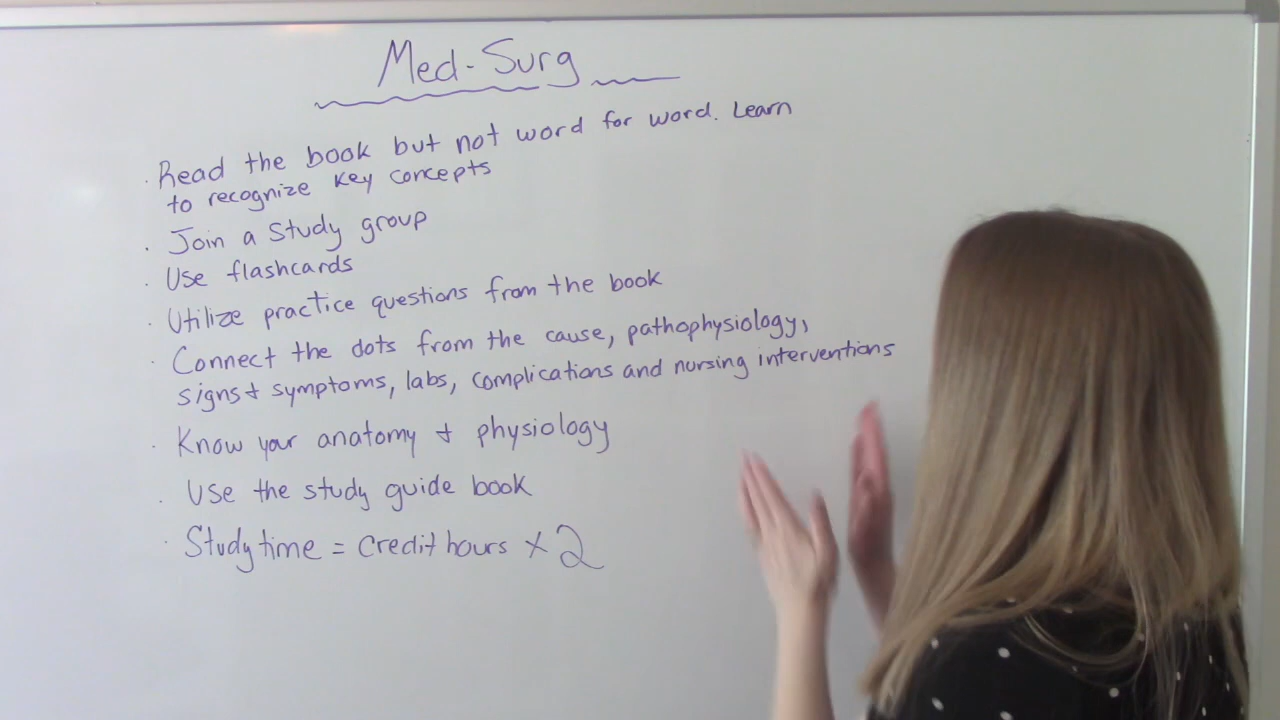 Med-Surg
· Read the book but not word for word. Learn
to recognize key concepts
· Join a Study group
· Use flashcards
· Utilize practice questions from the book
· Connect the dots from the cause, pathophysiology,
signs + symptoms, labs, complications and nursing interventions
· Know your anatomy + physiology
· Use the study guide book
· Study time = Credit hours × 2